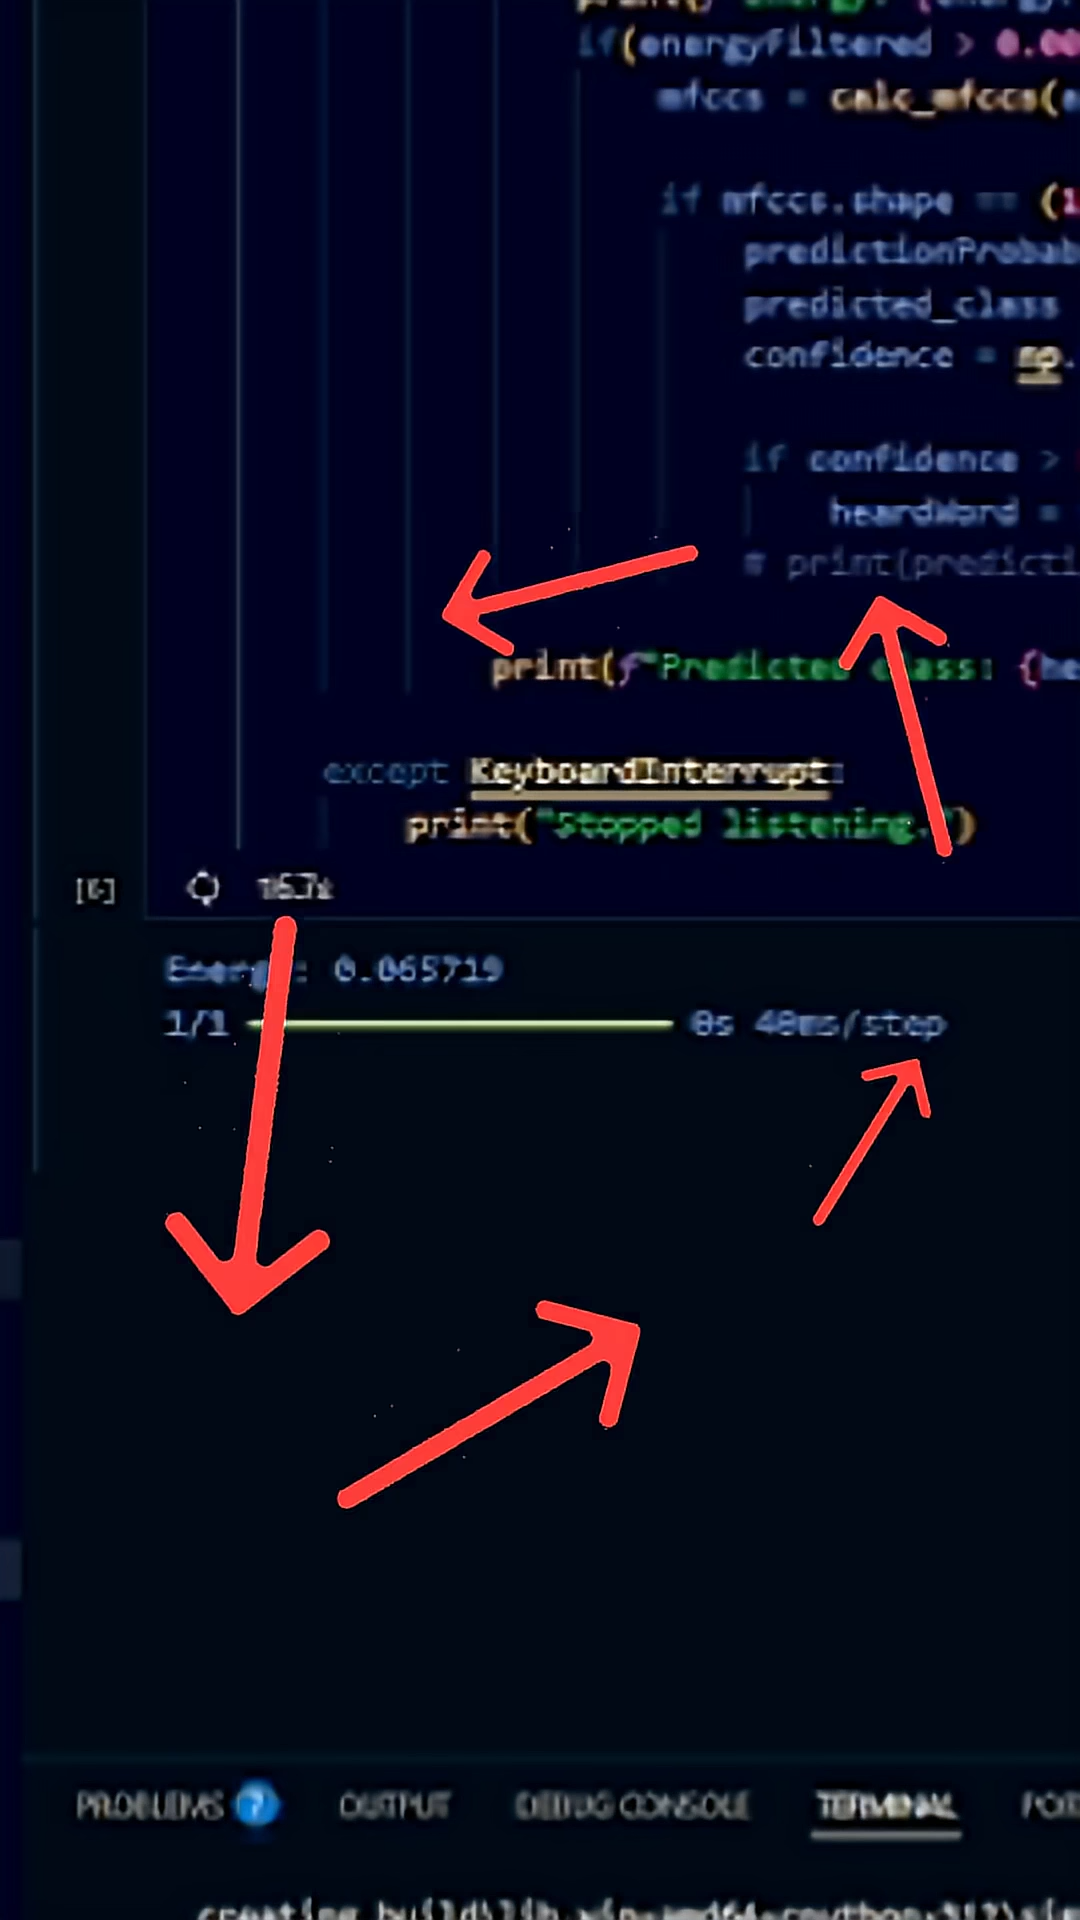 if(energyFiltered > 0.00
mfccs = calc_mfccs(
if mfccs.shape == (1
predictionProbab
predicted_class
confidence = np.
if confidence >
heardWord =
# print(predicti
print(f"Predicted class: {he
except KeyboardInterrupt:
print("Stopped listening.")
Energy: 0.065719
1/1 0s 40ms/step
PROBLEMS 7 OUTPUT DEBUG CONSOLE TERMINAL
creating